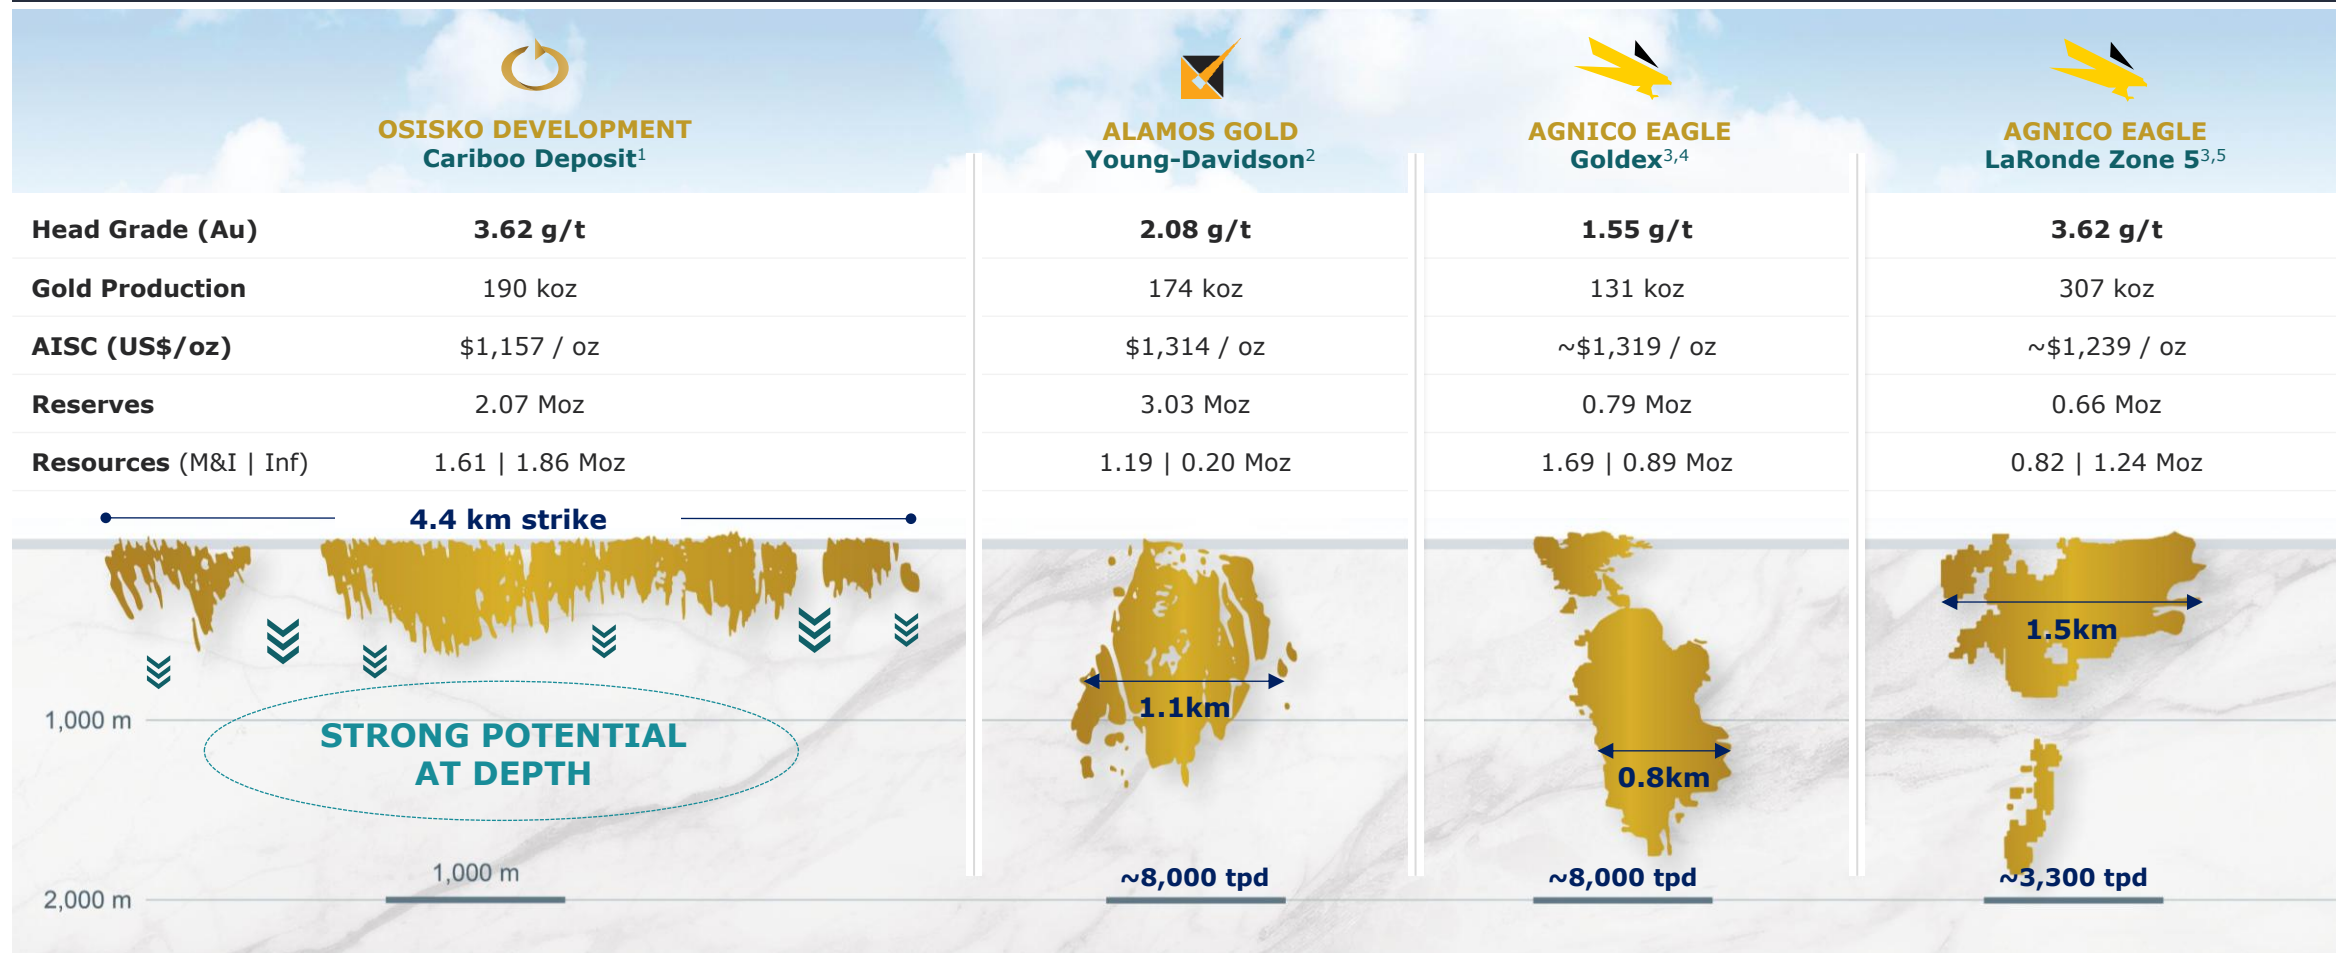 OSISKO DEVELOPMENT
Cariboo Deposit1
ALAMOS GOLD
Young-Davidson2
AGNICO EAGLE
Goldex3,4
AGNICO EAGLE
LaRonde Zone 53,5
Head Grade (Au) 3.62 g/t 2.08 g/t 1.55 g/t 3.62 g/t
Gold Production 190 koz 174 koz 131 koz 307 koz
AISC (US$/oz) $1,157 / oz $1,314 / oz ~$1,319 / oz ~$1,239 / oz
Reserves 2.07 Moz 3.03 Moz 0.79 Moz 0.66 Moz
Resources (M&I | Inf) 1.61 | 1.86 Moz 1.19 | 0.20 Moz 1.69 | 0.89 Moz 0.82 | 1.24 Moz
4.4 km strike
1,000 m
STRONG POTENTIAL
AT DEPTH
1,000 m
2,000 m
1.1km
~8,000 tpd
0.8km
~8,000 tpd
1.5km
~3,300 tpd